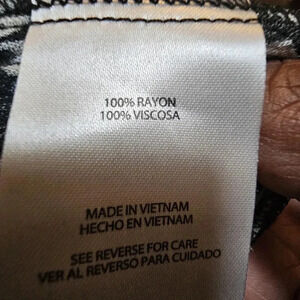 100% RAYON
100% VISCOSA
MADE IN VIETNAM
HECHO EN VIETNAM
SEE REVERSE FOR CARE
VER AL REVERSO PARA CUIDADO